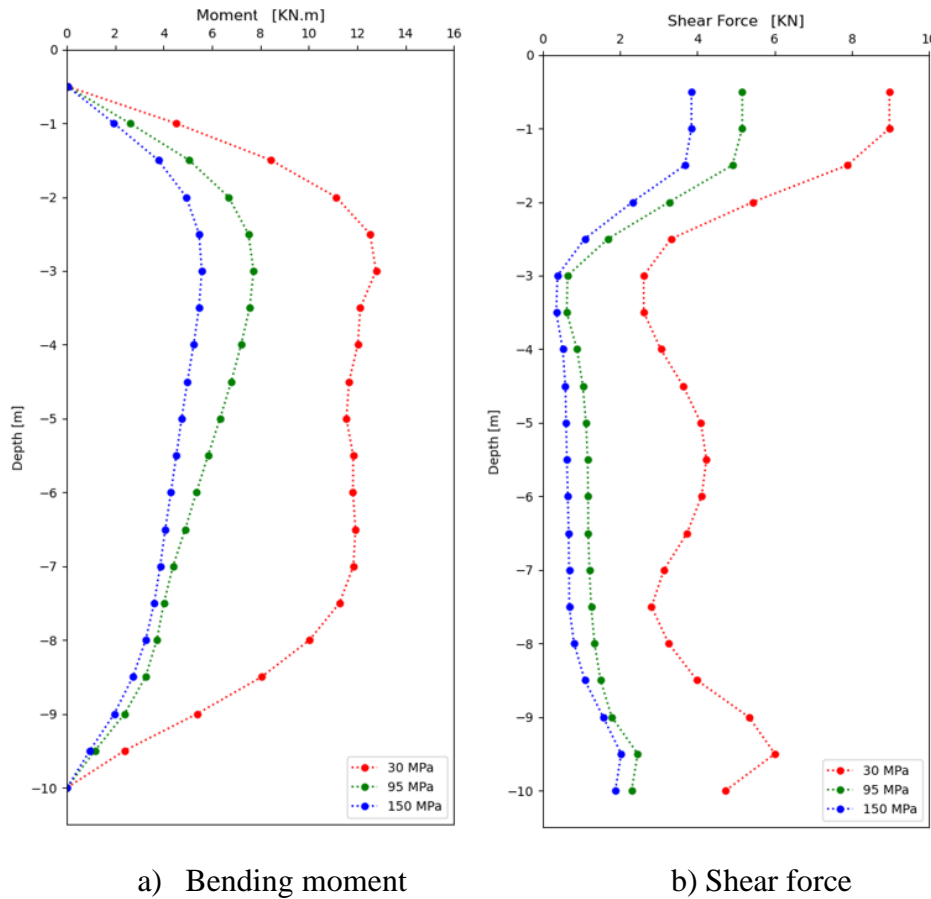 Moment [KN.m]
0 2 4 6 8 10 12 14 16
0
−1
−2
−3
−4
−5
−6
−7
−8
−9
−10
Depth [m]
30 MPa
95 MPa
150 MPa
Shear Force [KN]
0 2 4 6 8 10
0
−1
−2
−3
−4
−5
−6
−7
−8
−9
−10
Depth [m]
30 MPa
95 MPa
150 MPa
a) Bending moment
b) Shear force